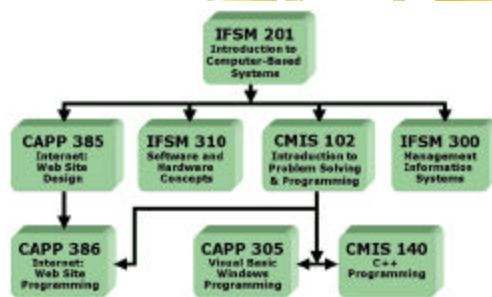 IFSM 201
Introduction to
Computer-Based
Systems
CAPP 385
Internet:
Web Site
Design
IFSM 310
Software and
Hardware
Concepts
CMIS 102
Introduction to
Problem Solving
& Programming
IFSM 300
Management
Information
Systems
CAPP 386
Internet:
Web Site
Programming
CAPP 305
Visual Basic
Windows
Programming
CMIS 140
C++
Programming